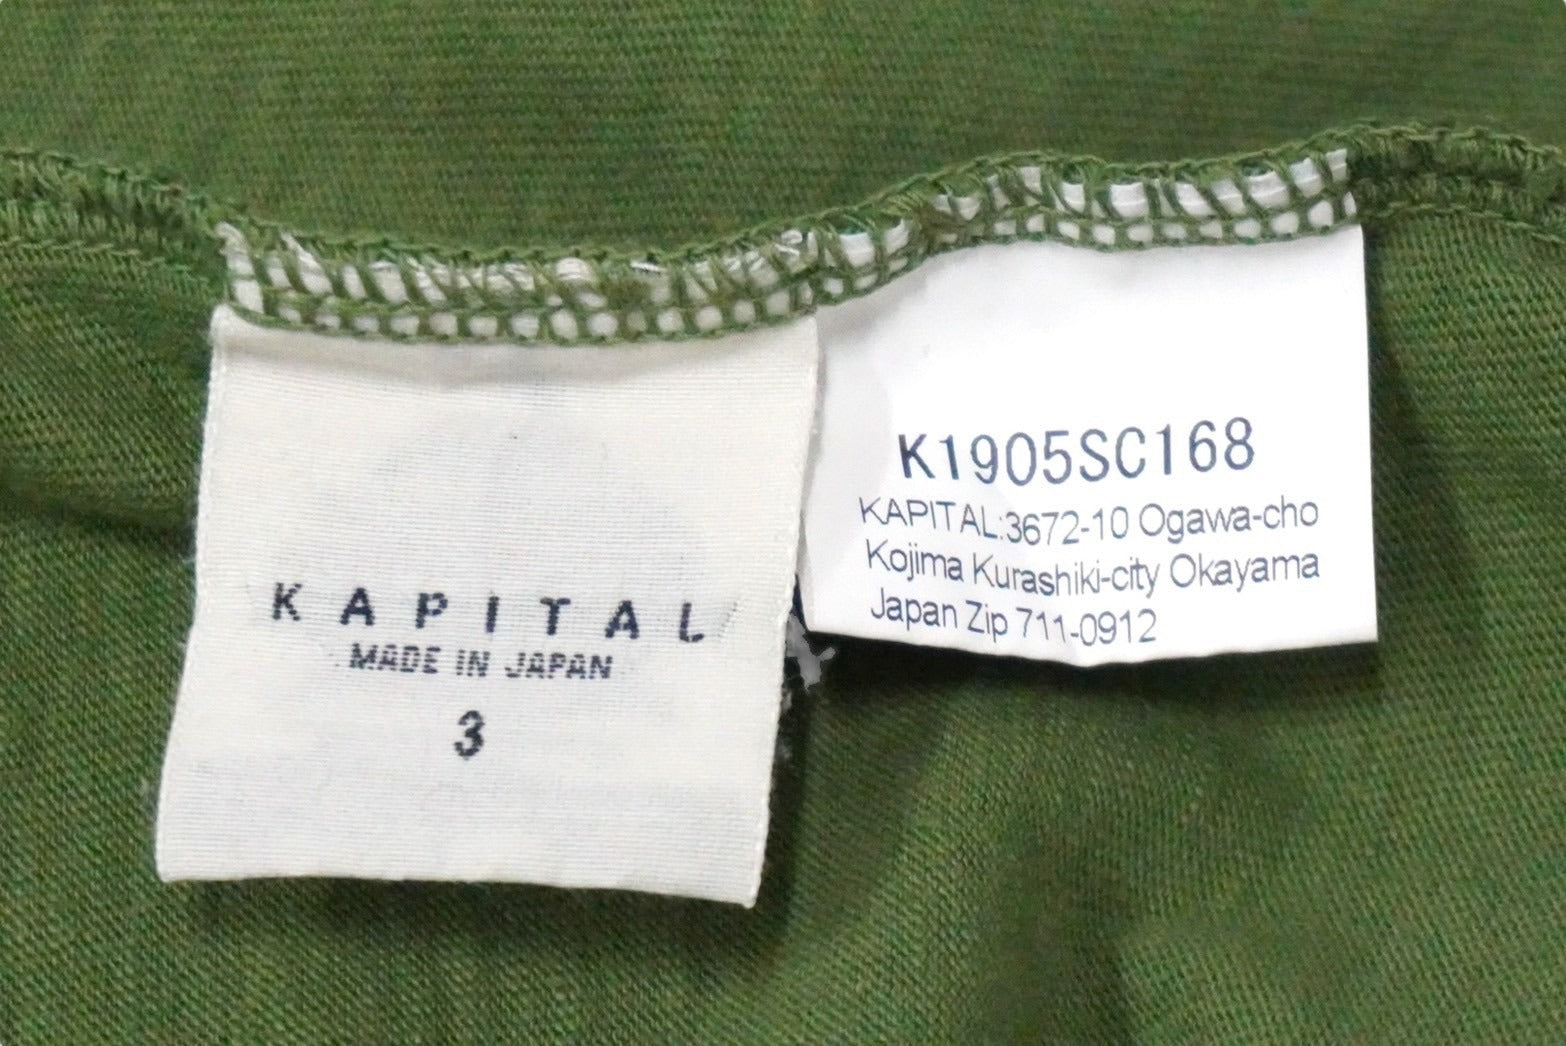 KAPITAL
MADE IN JAPAN
3
K1905SC168
KAPITAL:3672-10 Ogawa-cho
Kojima Kurashiki-city Okayama
Japan Zip 711-0912